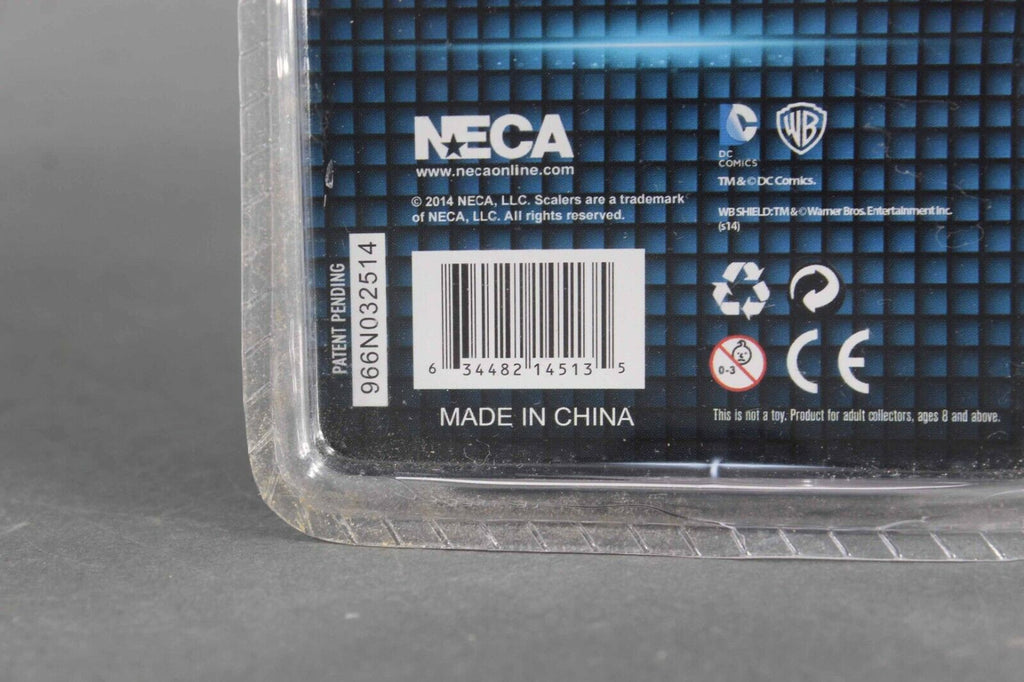 NECA
www.necaonline.com
© 2014 NECA, LLC. Scalers are a trademark
of NECA, LLC. All rights reserved.
DC
COMICS
WB
TM & © DC Comics.
WB SHIELD: TM & © Warner Bros. Entertainment Inc.
(s14)
PATENT PENDING
966N032514
6 34482 14513 5
MADE IN CHINA
0-3
CE
This is not a toy. Product for adult collectors, ages 8 and above.